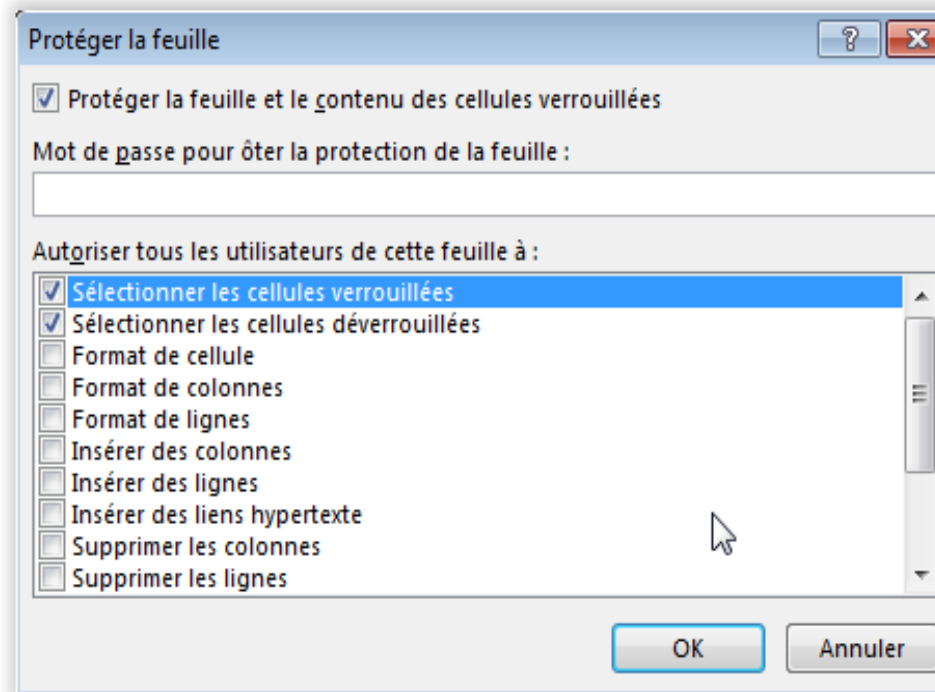 Protéger la feuille
Protéger la feuille et le contenu des cellules verrouillées
Mot de passe pour ôter la protection de la feuille :
Autoriser tous les utilisateurs de cette feuille à :
Sélectionner les cellules verrouillées
Sélectionner les cellules déverrouillées
Format de cellule
Format de colonnes
Format de lignes
Insérer des colonnes
Insérer des lignes
Insérer des liens hypertexte
Supprimer les colonnes
Supprimer les lignes
OK Annuler